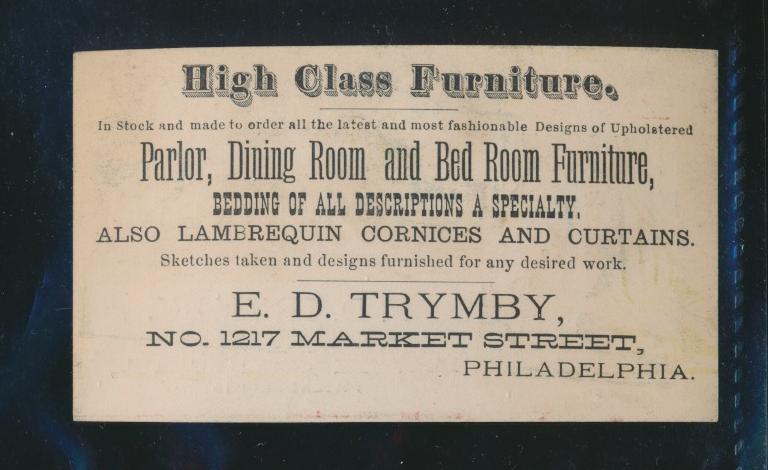 High Class Furniture.
In Stock and made to order all the latest and most fashionable Designs of Upholstered
Parlor, Dining Room and Bed Room Furniture,
BEDDING OF ALL DESCRIPTIONS A SPECIALTY.
ALSO LAMBREQUIN CORNICES AND CURTAINS.
Sketches taken and designs furnished for any desired work.
E. D. TRYMBY,
NO. 1217 MARKET STREET,
PHILADELPHIA.